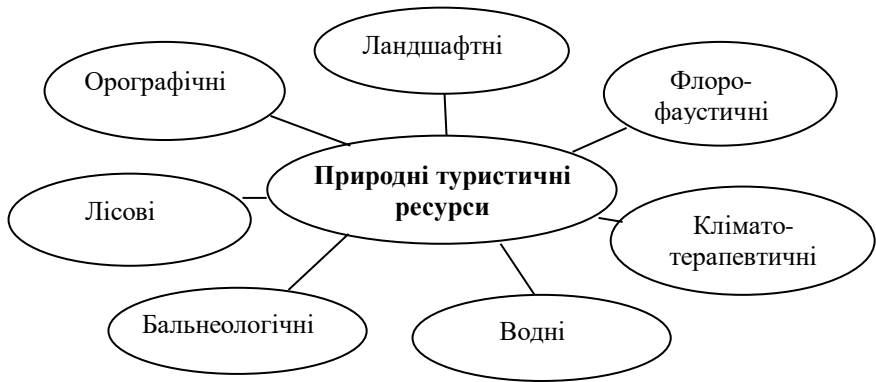 Ландшафтні
Орографічні
Флоро-
фаустичні
Природні туристичні
ресурси
Лісові
Клімато-
терапевтичні
Бальнеологічні
Водні